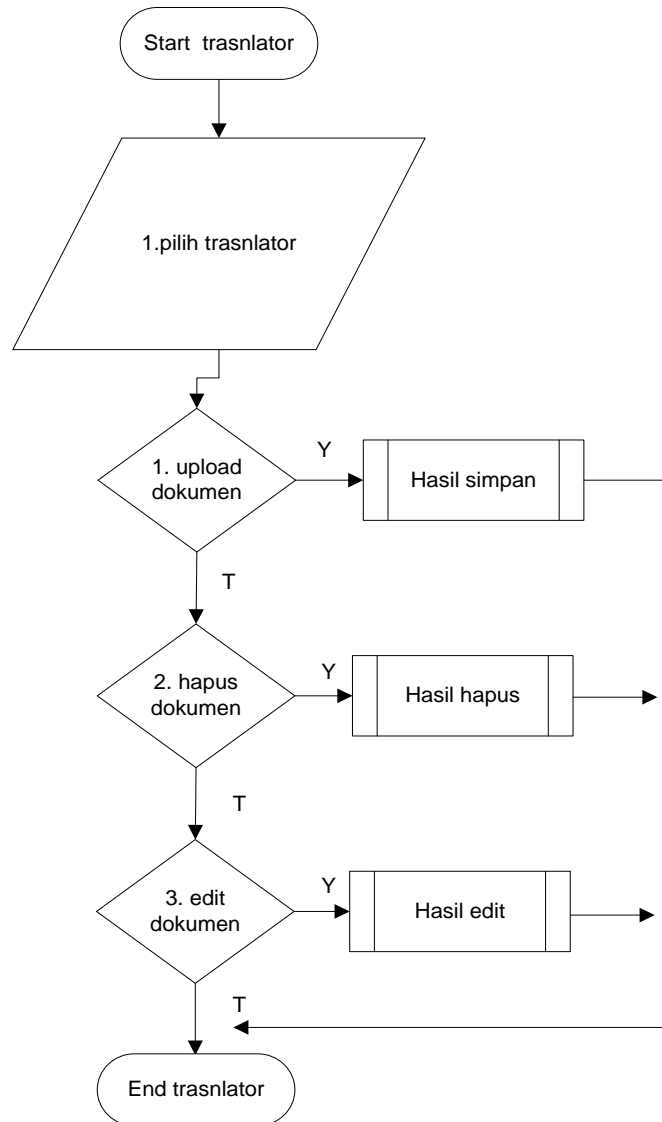 Start  trasnlator
1.pilih trasnlator
1. upload
dokumen
Y
Hasil simpan
T
2. hapus
dokumen
Y
Hasil hapus
T
3. edit
dokumen
Y
Hasil edit
T
End trasnlator